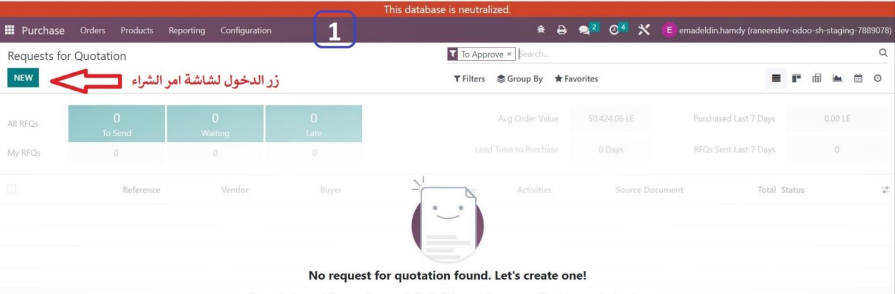 This database is neutralized.
Purchase Orders Products Reporting Configuration 1 2 4 E emadeldin.hamdy (raneendev-odoo-sh-staging-7889078)
Requests for Quotation To Approve × Search...
NEW زر الدخول لشاشة امر الشراء Filters Group By Favorites
All RFQs 0 To Send 0 Waiting 0 Late Avg Order Value 50,424.06 LE Purchased Last 7 Days 0.00 LE
My RFQs 0 0 0 Lead Time to Purchase 0 Days RFQs Sent Last 7 Days 0
Reference Vendor Buyer Activities Source Document Total Status
No request for quotation found. Let's create one!